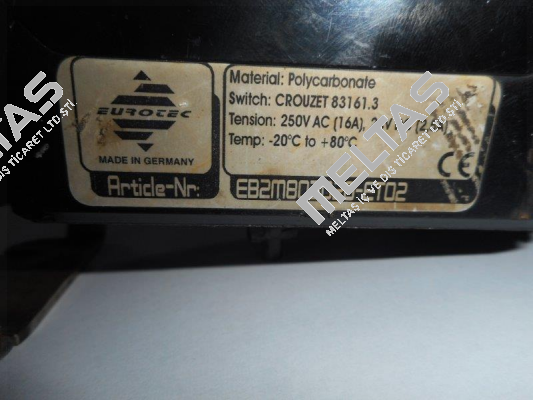 EUROTEC
MADE IN GERMANY
Material: Polycarbonate
Switch: CROUZET 83161.3
Tension: 250V AC (16A),
Temp: -20°C to +80°C
CE
Article-Nr:
MELTAS
MELTAS İÇ VE DIŞ TİCARET LTD ŞTİ.